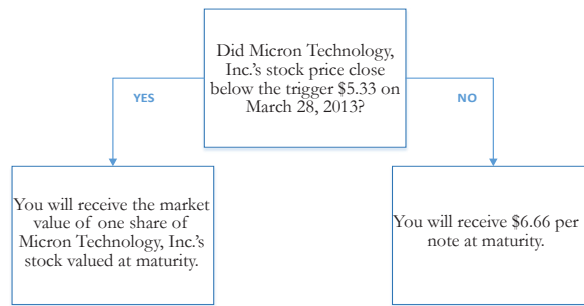 Did Micron Technology,
Inc.'s stock price close
below the trigger $5.33 on
March 28, 2013?
YES
NO
You will receive the market
value of one share of
Micron Technology, Inc.'s
stock valued at maturity.
You will receive $6.66 per
note at maturity.